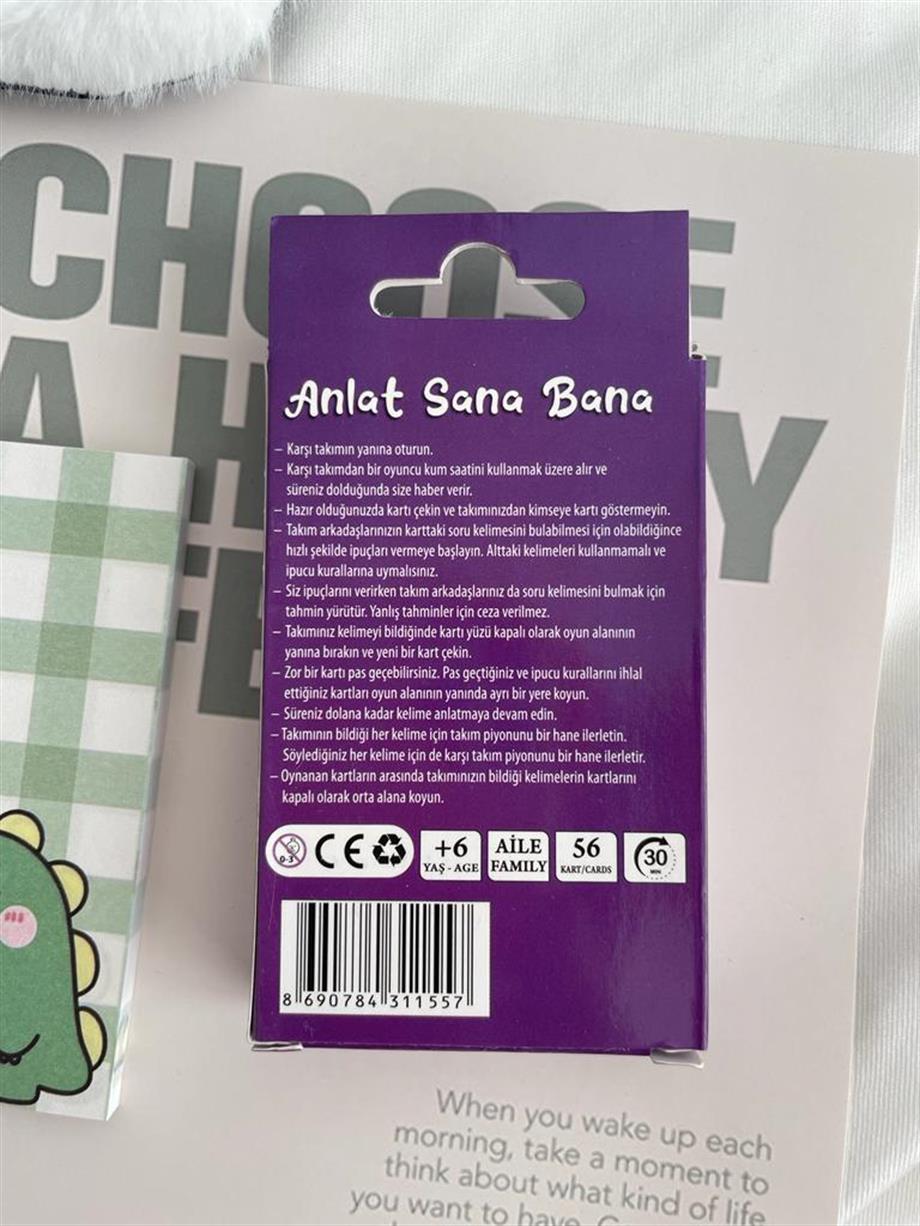 CHOOSE
A H Y
FE
Anlat Sana Bana
– Karşı takımın yanına oturun.
– Karşı takımdan bir oyuncu kum saatini kullanmak üzere alır ve
süreniz dolduğunda size haber verir.
– Hazır olduğunuzda kartı çekin ve takımınızdan kimseye kartı göstermeyin.
– Takım arkadaşlarınızın karttaki soru kelimesini bulabilmesi için olabildiğince
hızlı şekilde ipuçları vermeye başlayın. Alttaki kelimeleri kullanmamalı ve
ipucu kurallarına uymalısınız.
– Siz ipuçlarını verirken takım arkadaşlarınız da soru kelimesini bulmak için
tahmin yürütür. Yanlış tahminler için ceza verilmez.
– Takımınız kelimeyi bildiğinde kartı yüzü kapalı olarak oyun alanının
yanına bırakın ve yeni bir kart çekin.
– Zor bir kartı pas geçebilirsiniz. Pas geçtiğiniz ve ipucu kurallarını ihlal
ettiğiniz kartları oyun alanının yanında ayrı bir yere koyun.
– Süreniz dolana kadar kelime anlatmaya devam edin.
– Takımının bildiği her kelime için takım piyonunu bir hane ilerletin.
Söylediğiniz her kelime için de karşı takım piyonunu bir hane ilerletir.
– Oynanan kartların arasında takımınızın bildiği kelimelerin kartlarını
kapalı olarak orta alana koyun.
0-3 CE +6 AİLE 56 30
YAŞ - AGE FAMILY KART/CARDS MIN
8 690784 311557
When you wake up each
morning, take a moment to
think about what kind of life
you want to have.